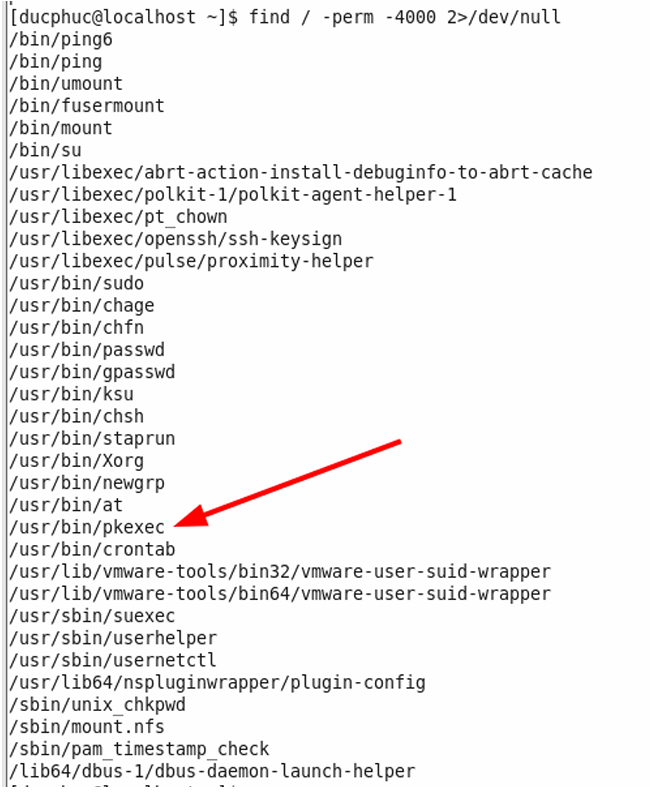 [ducphuc@localhost ~]$ find / -perm -4000 2>/dev/null
/bin/ping6
/bin/ping
/bin/umount
/bin/fusermount
/bin/mount
/bin/su
/usr/libexec/abrt-action-install-debuginfo-to-abrt-cache
/usr/libexec/polkit-1/polkit-agent-helper-1
/usr/libexec/pt_chown
/usr/libexec/openssh/ssh-keysign
/usr/libexec/pulse/proximity-helper
/usr/bin/sudo
/usr/bin/chage
/usr/bin/chfn
/usr/bin/passwd
/usr/bin/gpasswd
/usr/bin/ksu
/usr/bin/chsh
/usr/bin/staprun
/usr/bin/Xorg
/usr/bin/newgrp
/usr/bin/at
/usr/bin/pkexec
/usr/bin/crontab
/usr/lib/vmware-tools/bin32/vmware-user-suid-wrapper
/usr/lib/vmware-tools/bin64/vmware-user-suid-wrapper
/usr/sbin/suexec
/usr/sbin/userhelper
/usr/sbin/usernetctl
/usr/lib64/nspluginwrapper/plugin-config
/sbin/unix_chkpwd
/sbin/mount.nfs
/sbin/pam_timestamp_check
/lib64/dbus-1/dbus-daemon-launch-helper